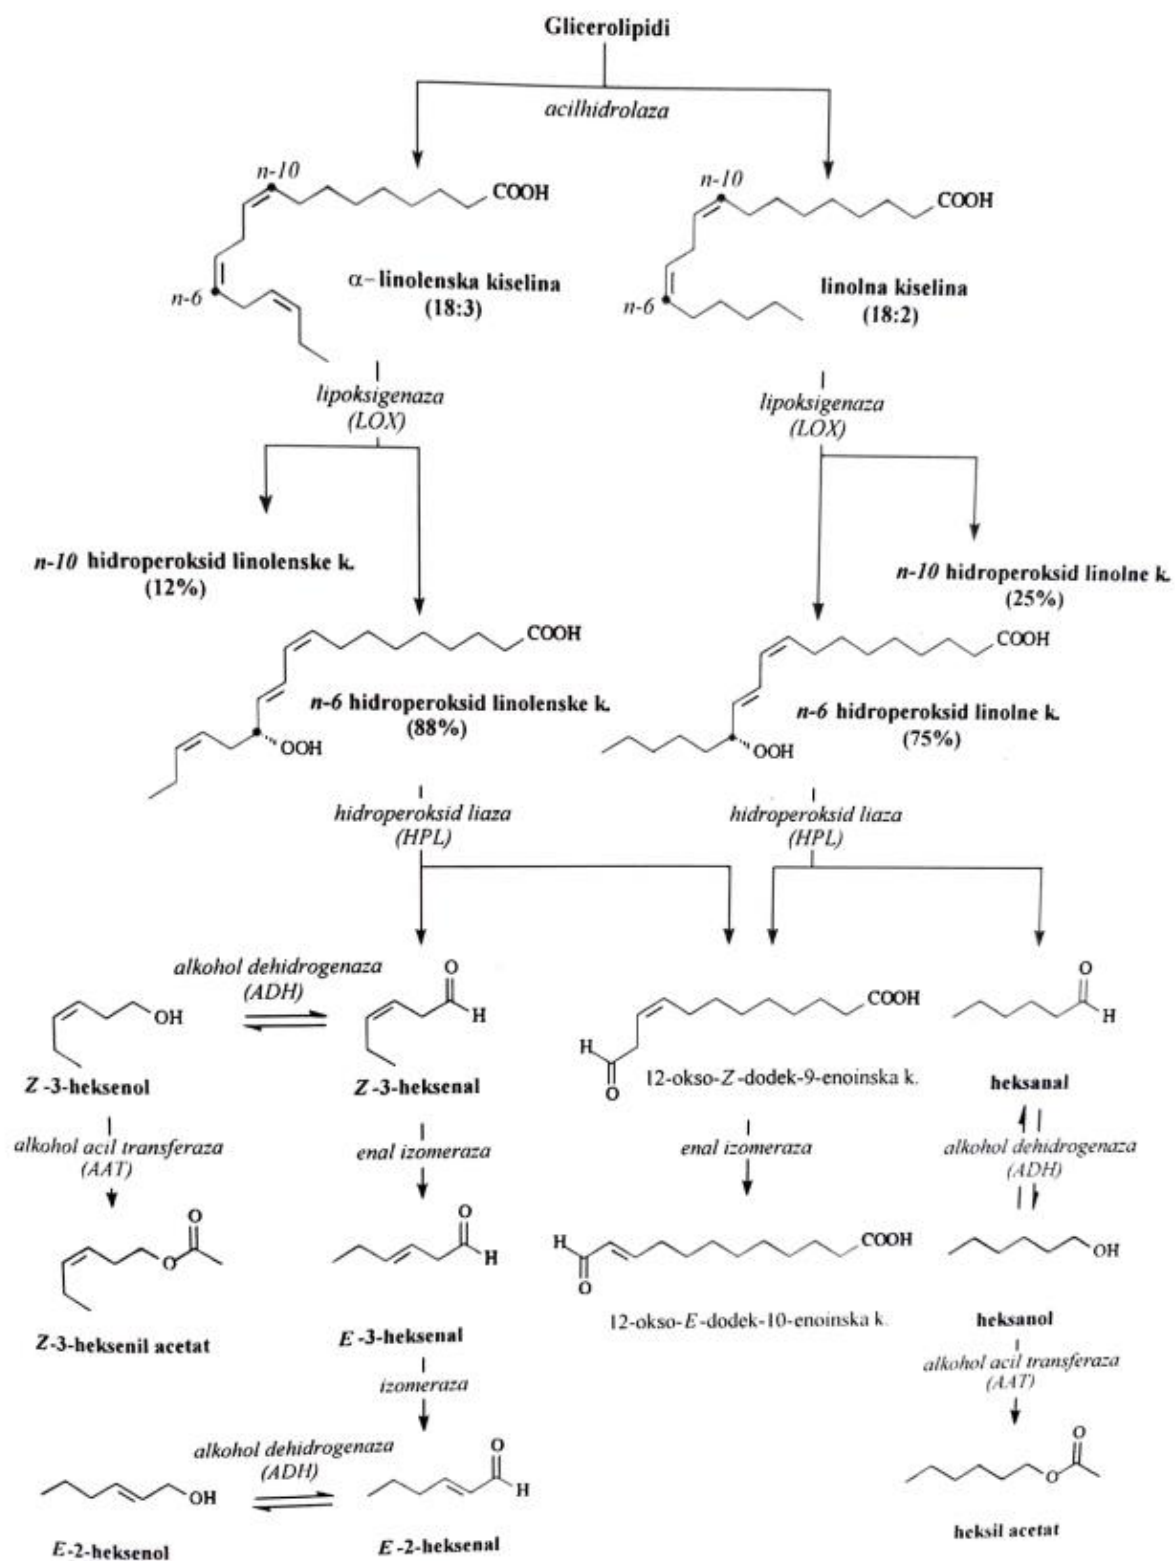 Glicerolipidi
acilhidrolaza
n-10
COOH
n-6
α–linolenska kiselina
(18:3)
n-10
COOH
n-6
linolna kiselina
(18:2)
lipoksigenaza
(LOX)
lipoksigenaza
(LOX)
n-10 hidroperoksid linolenske k.
(12%)
n-10 hidroperoksid linolne k.
(25%)
COOH
n-6 hidroperoksid linolenske k.
(88%)
OOH
COOH
n-6 hidroperoksid linolne k.
(75%)
OOH
hidroperoksid liaza
(HPL)
hidroperoksid liaza
(HPL)
alkohol dehidrogenaza
(ADH)
OH
Z-3-heksenol
O
H
Z-3-heksenal
COOH
H
O
12-okso-Z-dodek-9-enoinska k.
O
H
heksanal
alkohol acil transferaza
(AAT)
enal izomeraza
enal izomeraza
alkohol dehidrogenaza
(ADH)
O
O
Z-3-heksenil acetat
O
H
E-3-heksenal
H
O
COOH
12-okso-E-dodek-10-enoinska k.
OH
heksanol
izomeraza
alkohol acil transferaza
(AAT)
alkohol dehidrogenaza
(ADH)
OH
E-2-heksenol
O
H
E-2-heksenal
O
O
heksil acetat